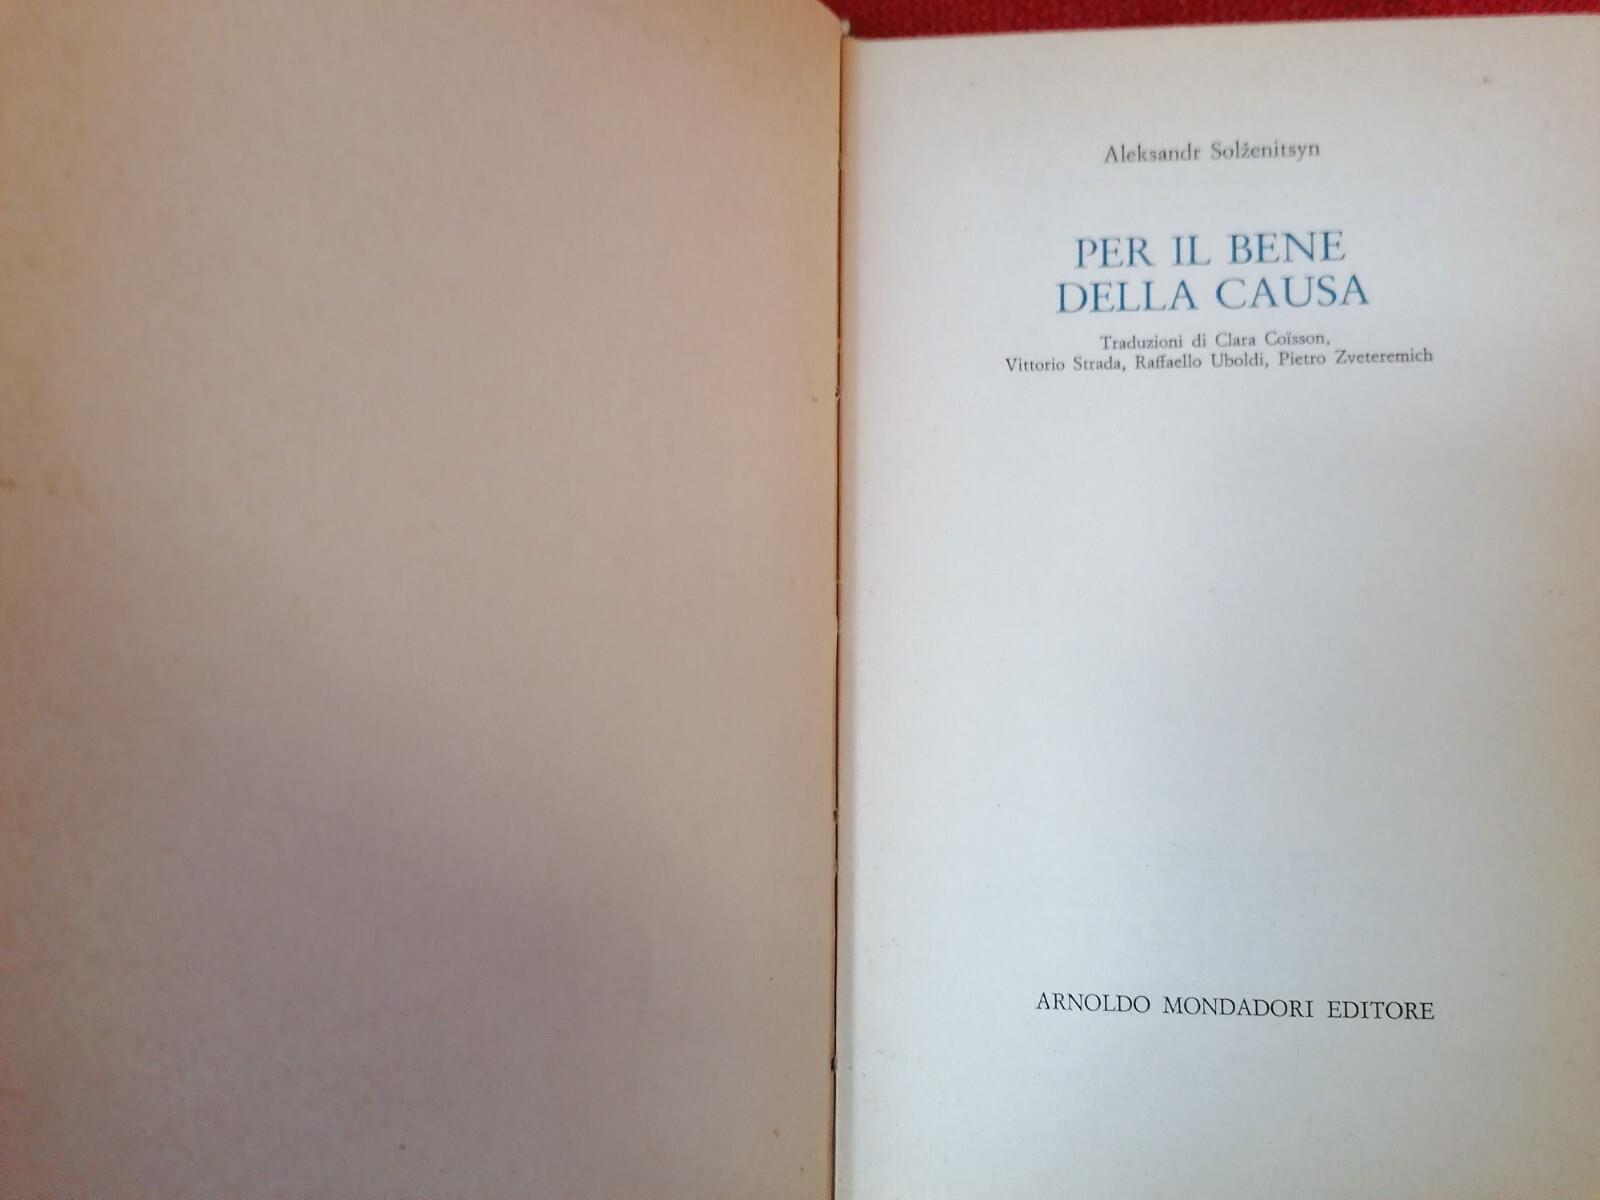 Aleksandr Solženitsyn
PER IL BENE
DELLA CAUSA
Traduzioni di Clara Coïsson,
Vittorio Strada, Raffaello Uboldi, Pietro Zveteremich
ARNOLDO MONDADORI EDITORE